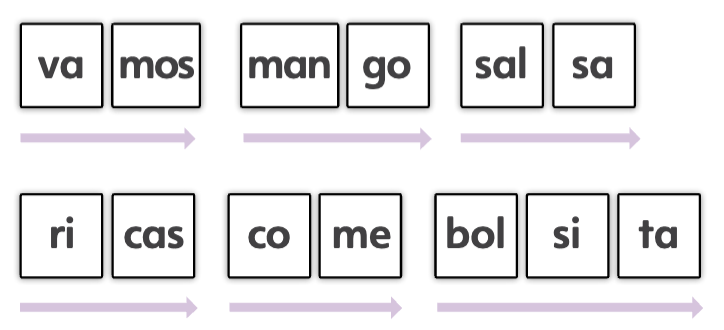 va mos man go sal sa
ri cas co me bol si ta